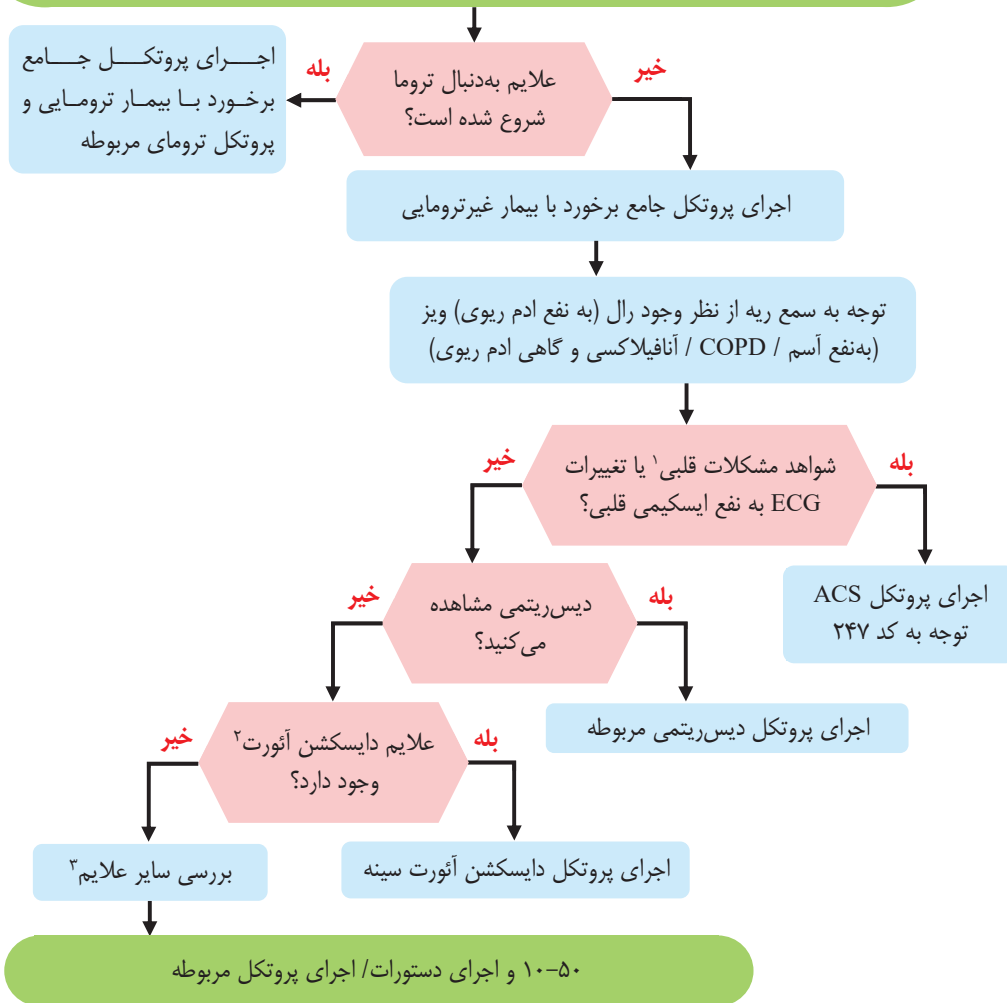 علایم به‌دنبال تروما
شروع شده است؟
خیر
بله
اجـــرای پروتکـــل جـــامع
برخـورد بـا بیمـار ترومـایی و
پروتکل ترومای مربوطه
اجرای پروتکل جامع برخورد با بیمار غیرترومایی
توجه به سمع ریه از نظر وجود رال (به نفع ادم ریوی) ویز
(به‌نفع آسم / COPD / آنافیلاکسی و گاهی ادم ریوی)
شواهد مشکلات قلبی۱ یا تغییرات
ECG به نفع ایسکیمی قلبی؟
بله
خیر
اجرای پروتکل ACS
توجه به کد ۲۴۷
دیس‌ریتمی مشاهده
می‌کنید؟
بله
خیر
اجرای پروتکل دیس‌ریتمی مربوطه
علایم دایسکشن آئورت۲
وجود دارد؟
بله
خیر
اجرای پروتکل دایسکشن آئورت سینه
بررسی سایر علایم۳
۱۰-۵۰ و اجرای دستورات/ اجرای پروتکل مربوطه